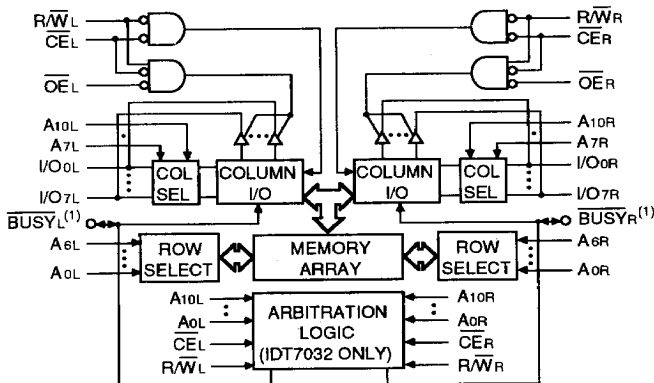 R/W̅L R/W̅R
C̅E̅L C̅E̅R
O̅E̅L O̅E̅R
A10L A10R
A7L A7R
I/O0L COL SEL COLUMN I/O COLUMN I/O COL SEL I/O0R
I/O7L I/O7R
B̅U̅S̅Y̅L(1) B̅U̅S̅Y̅R(1)
A6L A6R
ROW SELECT MEMORY ARRAY ROW SELECT
A0L A0R
A10L A10R
A0L ARBITRATION LOGIC (IDT7032 ONLY) A0R
C̅E̅L C̅E̅R
R/W̅L R/W̅R